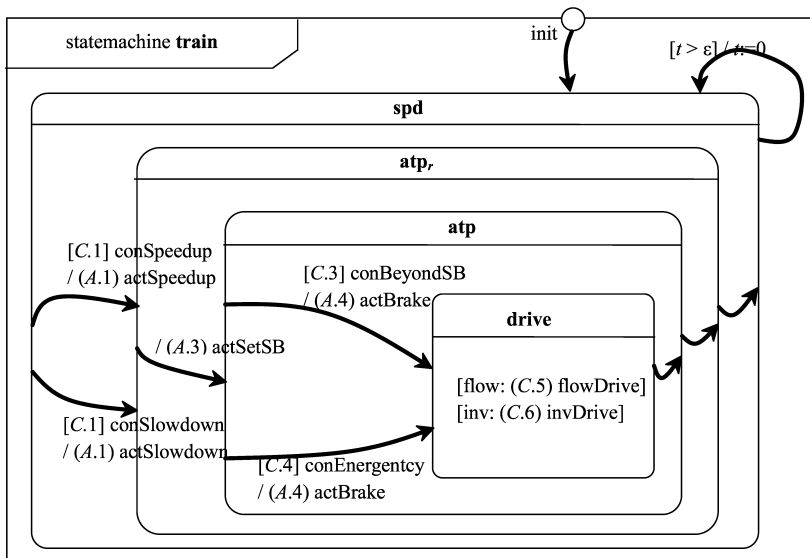 statemachine train
init
[t > ε] / t:=0
spd
atpr
atp
[C.1] conSpeedup
/ (A.1) actSpeedup
[C.3] conBeyondSB
/ (A.4) actBrake
drive
/ (A.3) actSetSB
[flow: (C.5) flowDrive]
[inv: (C.6) invDrive]
[C.1] conSlowdown
/ (A.1) actSlowdown
[C.4] conEnergentcy
/ (A.4) actBrake